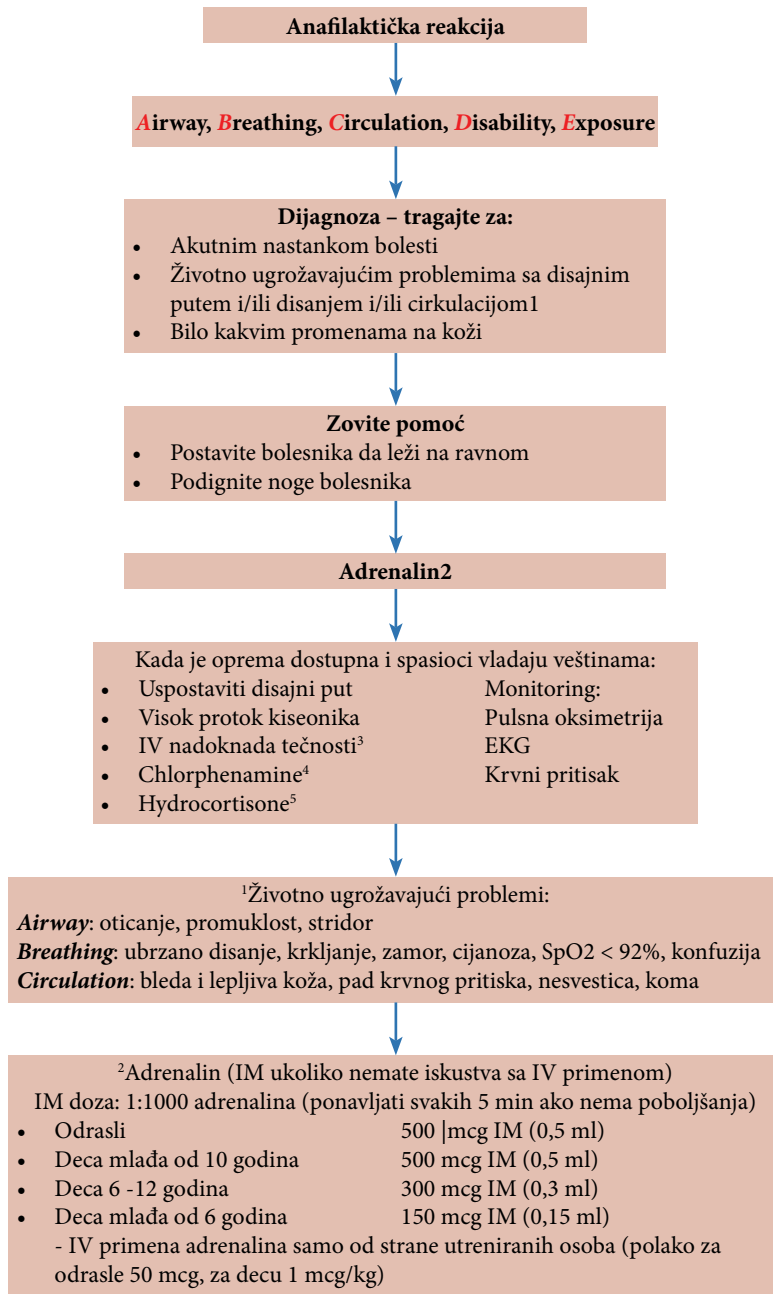 Anafilaktička reakcija
Airway, Breathing, Circulation, Disability, Exposure
Dijagnoza – tragajte za:
• Akutnim nastankom bolesti
• Životno ugrožavajućim problemima sa disajnim
putem i/ili disanjem i/ili cirkulacijom1
• Bilo kakvim promenama na koži
Zovite pomoć
• Postavite bolesnika da leži na ravnom
• Podignite noge bolesnika
Adrenalin2
Kada je oprema dostupna i spasioci vladaju veštinama:
• Uspostaviti disajni put Monitoring:
• Visok protok kiseonika Pulsna oksimetrija
• IV nadoknada tečnosti³ EKG
• Chlorphenamine⁴ Krvni pritisak
• Hydrocortisone⁵
¹Životno ugrožavajući problemi:
Airway: oticanje, promuklost, stridor
Breathing: ubrzano disanje, krkljanje, zamor, cijanoza, SpO2 < 92%, konfuzija
Circulation: bleda i lepljiva koža, pad krvnog pritiska, nesvestica, koma
²Adrenalin (IM ukoliko nemate iskustva sa IV primenom)
IM doza: 1:1000 adrenalina (ponavljati svakih 5 min ako nema poboljšanja)
• Odrasli 500 |mcg IM (0,5 ml)
• Deca mlađa od 10 godina 500 mcg IM (0,5 ml)
• Deca 6 -12 godina 300 mcg IM (0,3 ml)
• Deca mlađa od 6 godina 150 mcg IM (0,15 ml)
- IV primena adrenalina samo od strane utreniranih osoba (polako za
odrasle 50 mcg, za decu 1 mcg/kg)